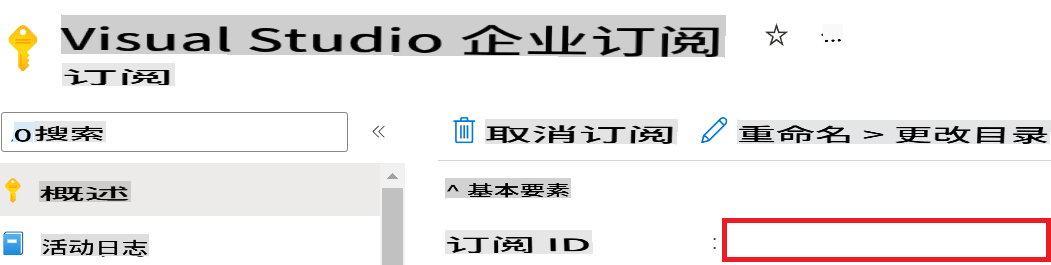 Visual Studio 企业订阅
...
订阅
搜索
«
取消订阅
重命名 > 更改目录
概述
^ 基本要素
活动日志
订阅 ID :